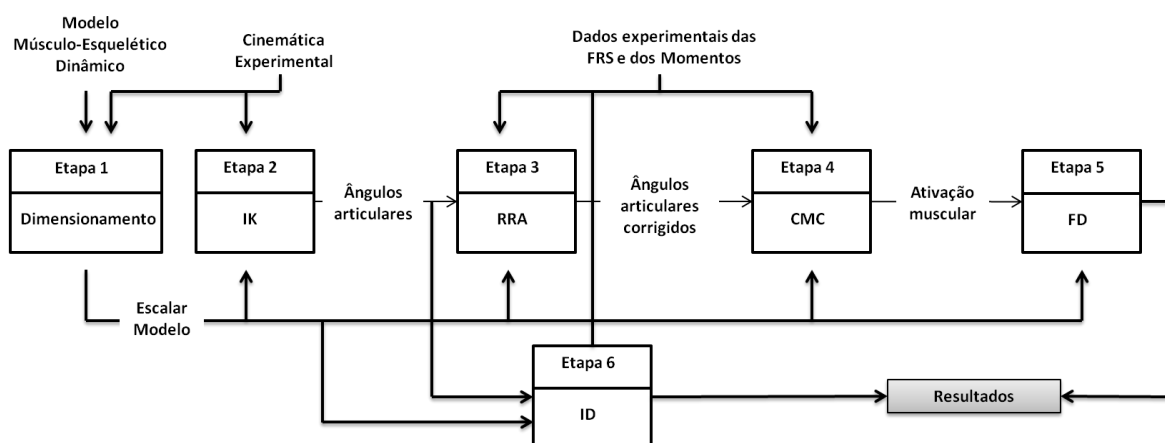 Modelo
Músculo-Esquelético
Dinâmico
Cinemática
Experimental
Dados experimentais das
FRS e dos Momentos
Etapa 1
Dimensionamento
Etapa 2
IK
Ângulos
articulares
Etapa 3
RRA
Ângulos
articulares
corrigidos
Etapa 4
CMC
Ativação
muscular
Etapa 5
FD
Escalar
Modelo
Etapa 6
ID
Resultados